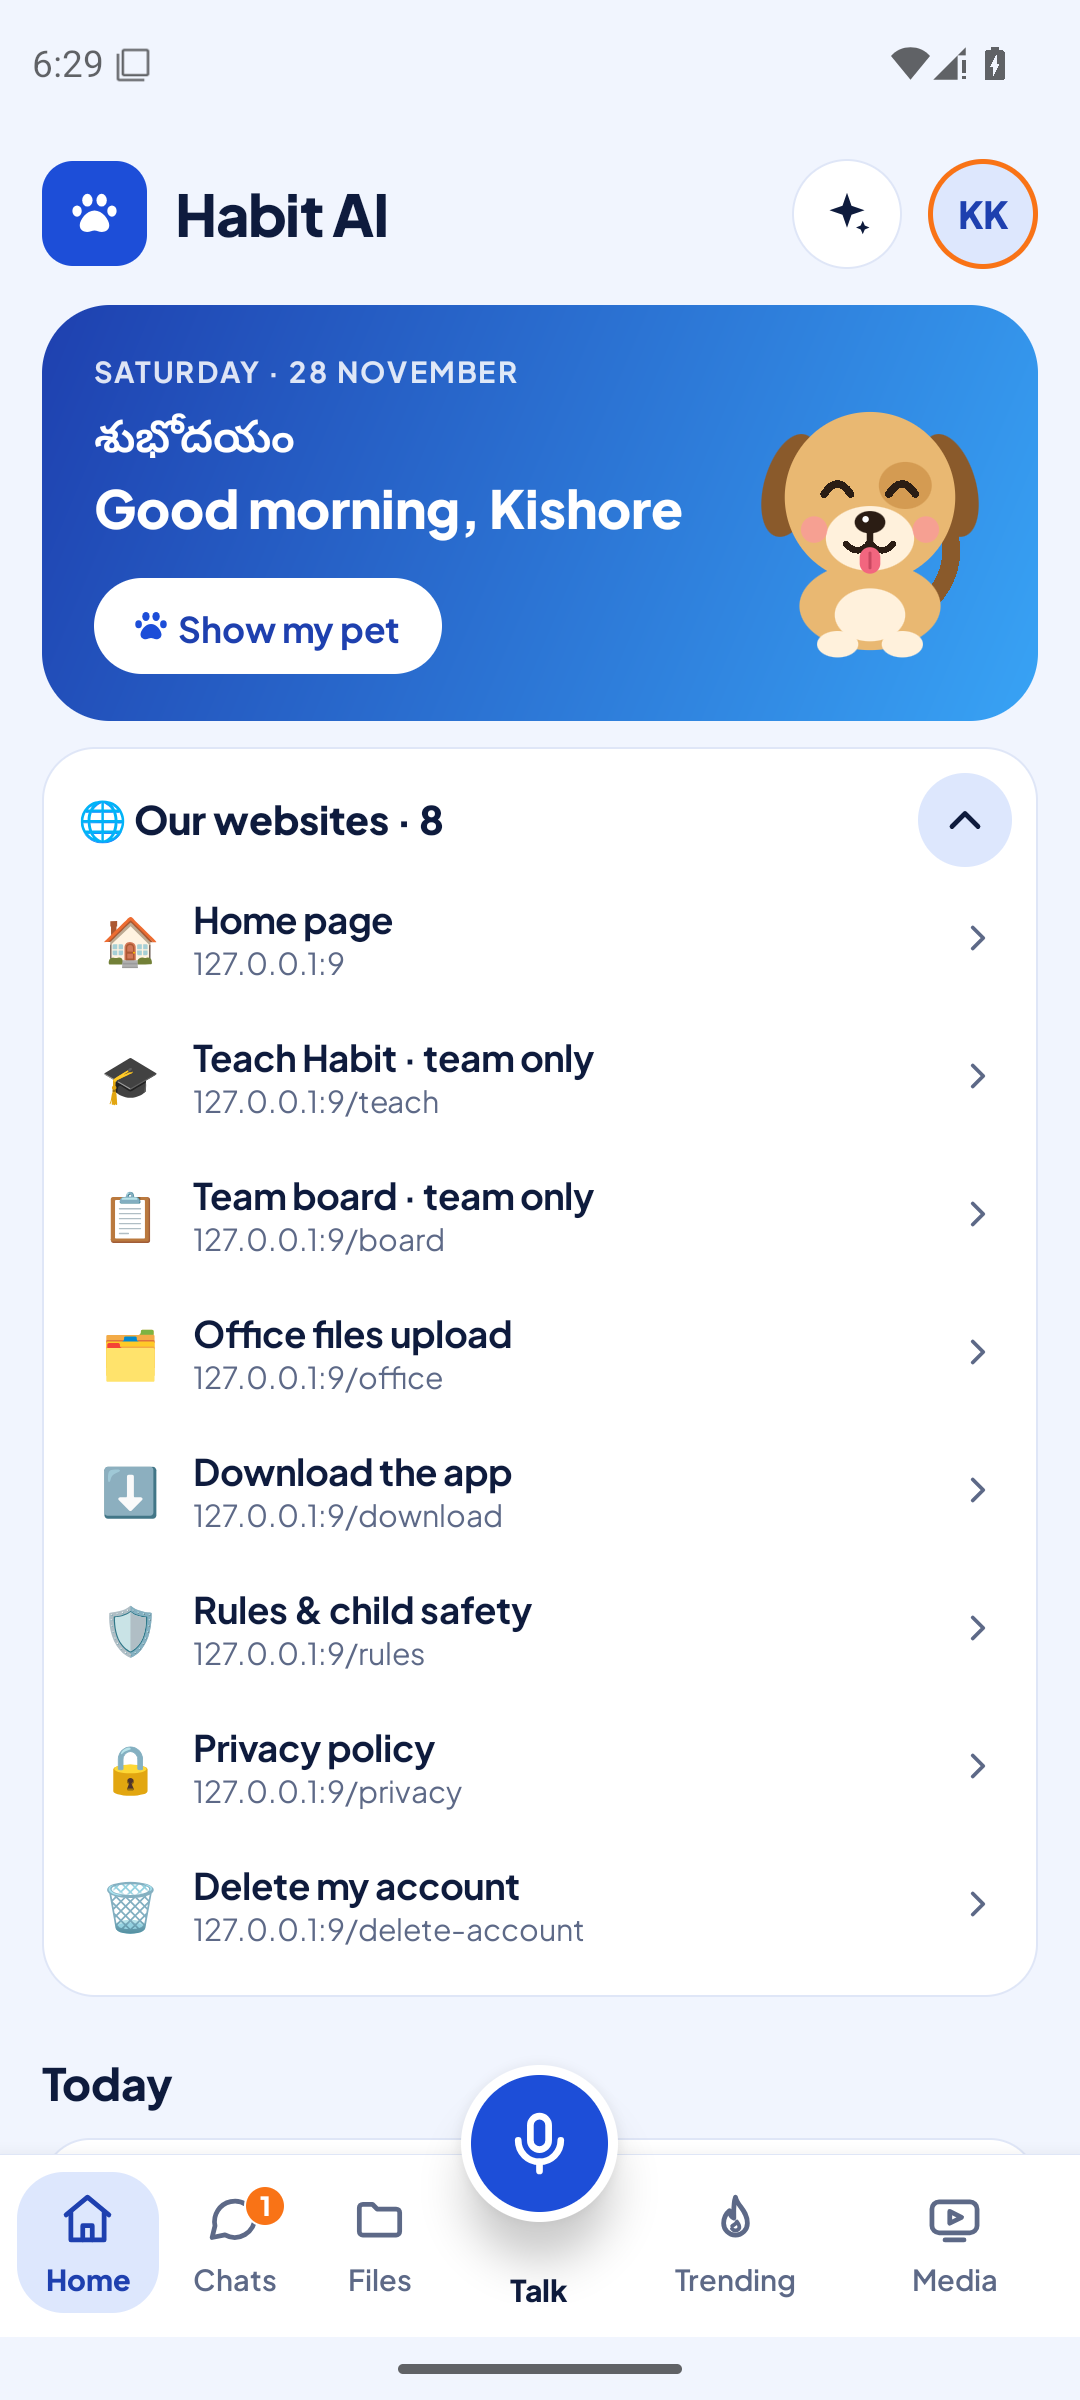 6:29
Habit AI
KK
SATURDAY · 28 NOVEMBER
శుభోదయం
Good morning, Kishore
Show my pet
Our websites · 8
Home page
127.0.0.1:9
Teach Habit · team only
127.0.0.1:9/teach
Team board · team only
127.0.0.1:9/board
Office files upload
127.0.0.1:9/office
Download the app
127.0.0.1:9/download
Rules & child safety
127.0.0.1:9/rules
Privacy policy
127.0.0.1:9/privacy
Delete my account
127.0.0.1:9/delete-account
Today
1
Home
Chats
Files
Talk
Trending
Media